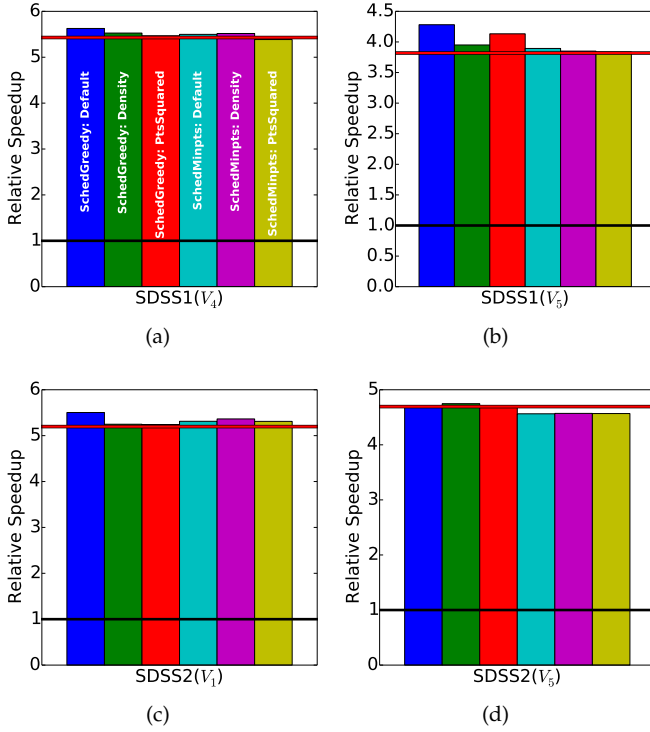 6
5
4
3
2
1
0
Relative Speedup
SchedGreedy: Default
SchedGreedy: Density
SchedGreedy: PtsSquared
SchedMinpts: Default
SchedMinpts: Density
SchedMinpts: PtsSquared
SDSS1(V₄)
(a)
4.5
4.0
3.5
3.0
2.5
2.0
1.5
1.0
0.5
0.0
Relative Speedup
SDSS1(V₅)
(b)
6
5
4
3
2
1
0
Relative Speedup
SDSS2(V₁)
(c)
5
4
3
2
1
0
Relative Speedup
SDSS2(V₅)
(d)